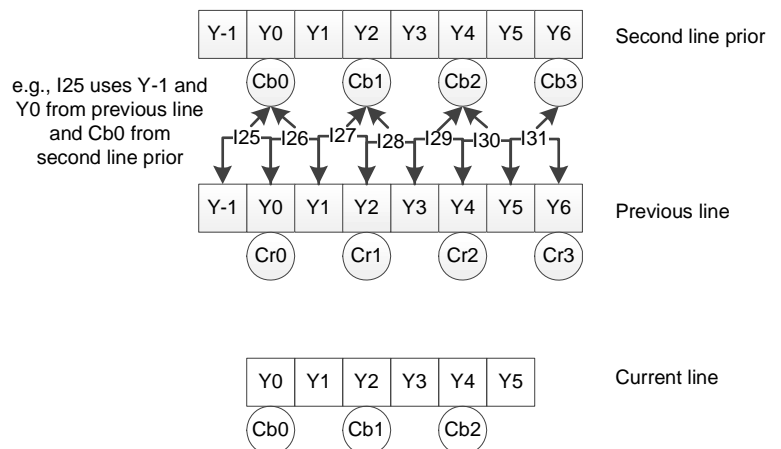 Y-1 Y0 Y1 Y2 Y3 Y4 Y5 Y6 Second line prior
Cb0 Cb1 Cb2 Cb3
e.g., I25 uses Y-1 and
Y0 from previous line
and Cb0 from
second line prior
I25 I26 I27 I28 I29 I30 I31
Y-1 Y0 Y1 Y2 Y3 Y4 Y5 Y6 Previous line
Cr0 Cr1 Cr2 Cr3
Y0 Y1 Y2 Y3 Y4 Y5 Current line
Cb0 Cb1 Cb2